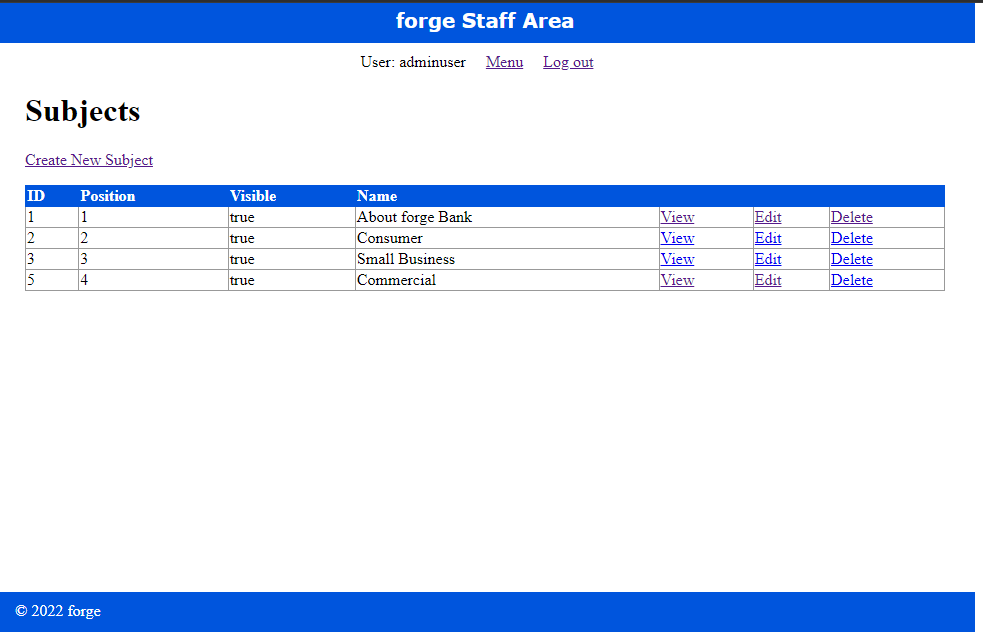 forge Staff Area
User: adminuser Menu Log out
Subjects
Create New Subject
ID Position Visible Name
1 1 true About forge Bank View Edit Delete
2 2 true Consumer View Edit Delete
3 3 true Small Business View Edit Delete
5 4 true Commercial View Edit Delete
© 2022 forge